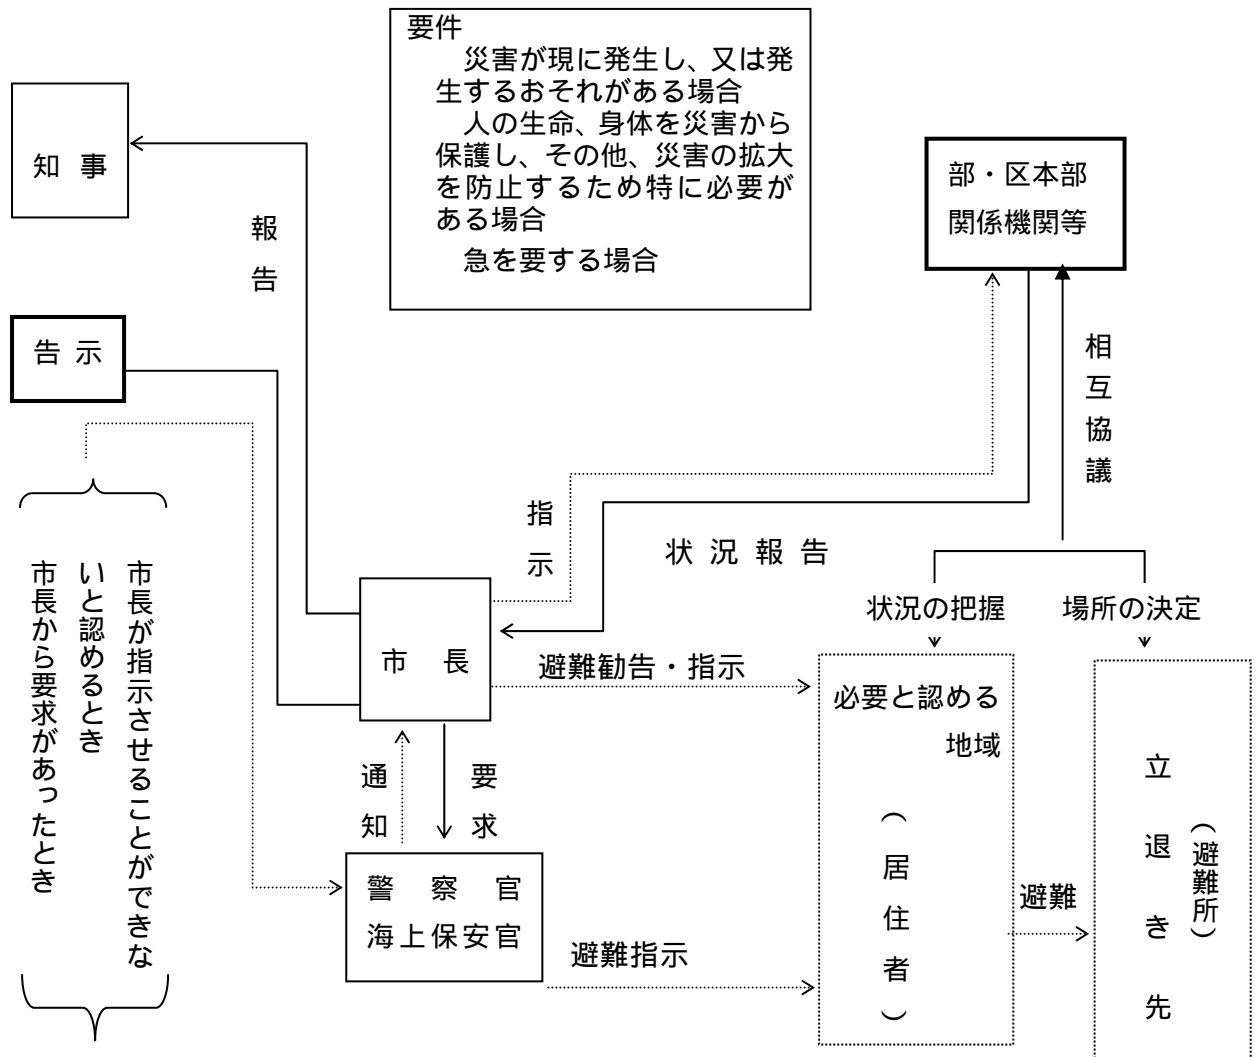 要件
災害が現に発生し、又は発
生するおそれがある場合
人の生命、身体を災害から
保護し、その他、災害の拡大
を防止するため特に必要が
ある場合
急を要する場合
知 事
報告
部・区本部
関係機関等
告 示
相互協議
指示
状 況 報 告
市長が指示させることができな
いと認めるとき
市長から要求があったとき
状況の把握
場所の決定
市 長
避難勧告・指示
必要と認める
地域
(居住者)
通知
要求
立退き先
(避難所)
警 察 官
海上保安官
避難
避難指示